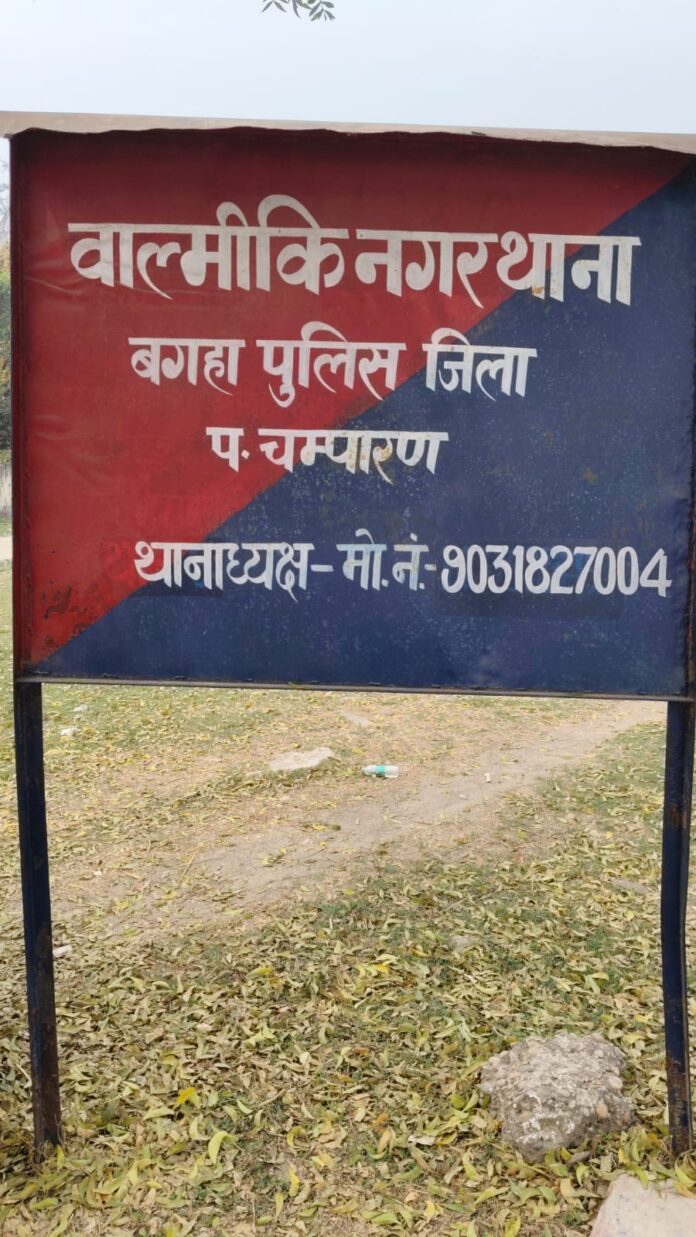 वाल्मीकि नगर थाना
बगहा पुलिस जिला
प. चम्पारण
थानाध्यक्ष - मो. नं. - 9031827004